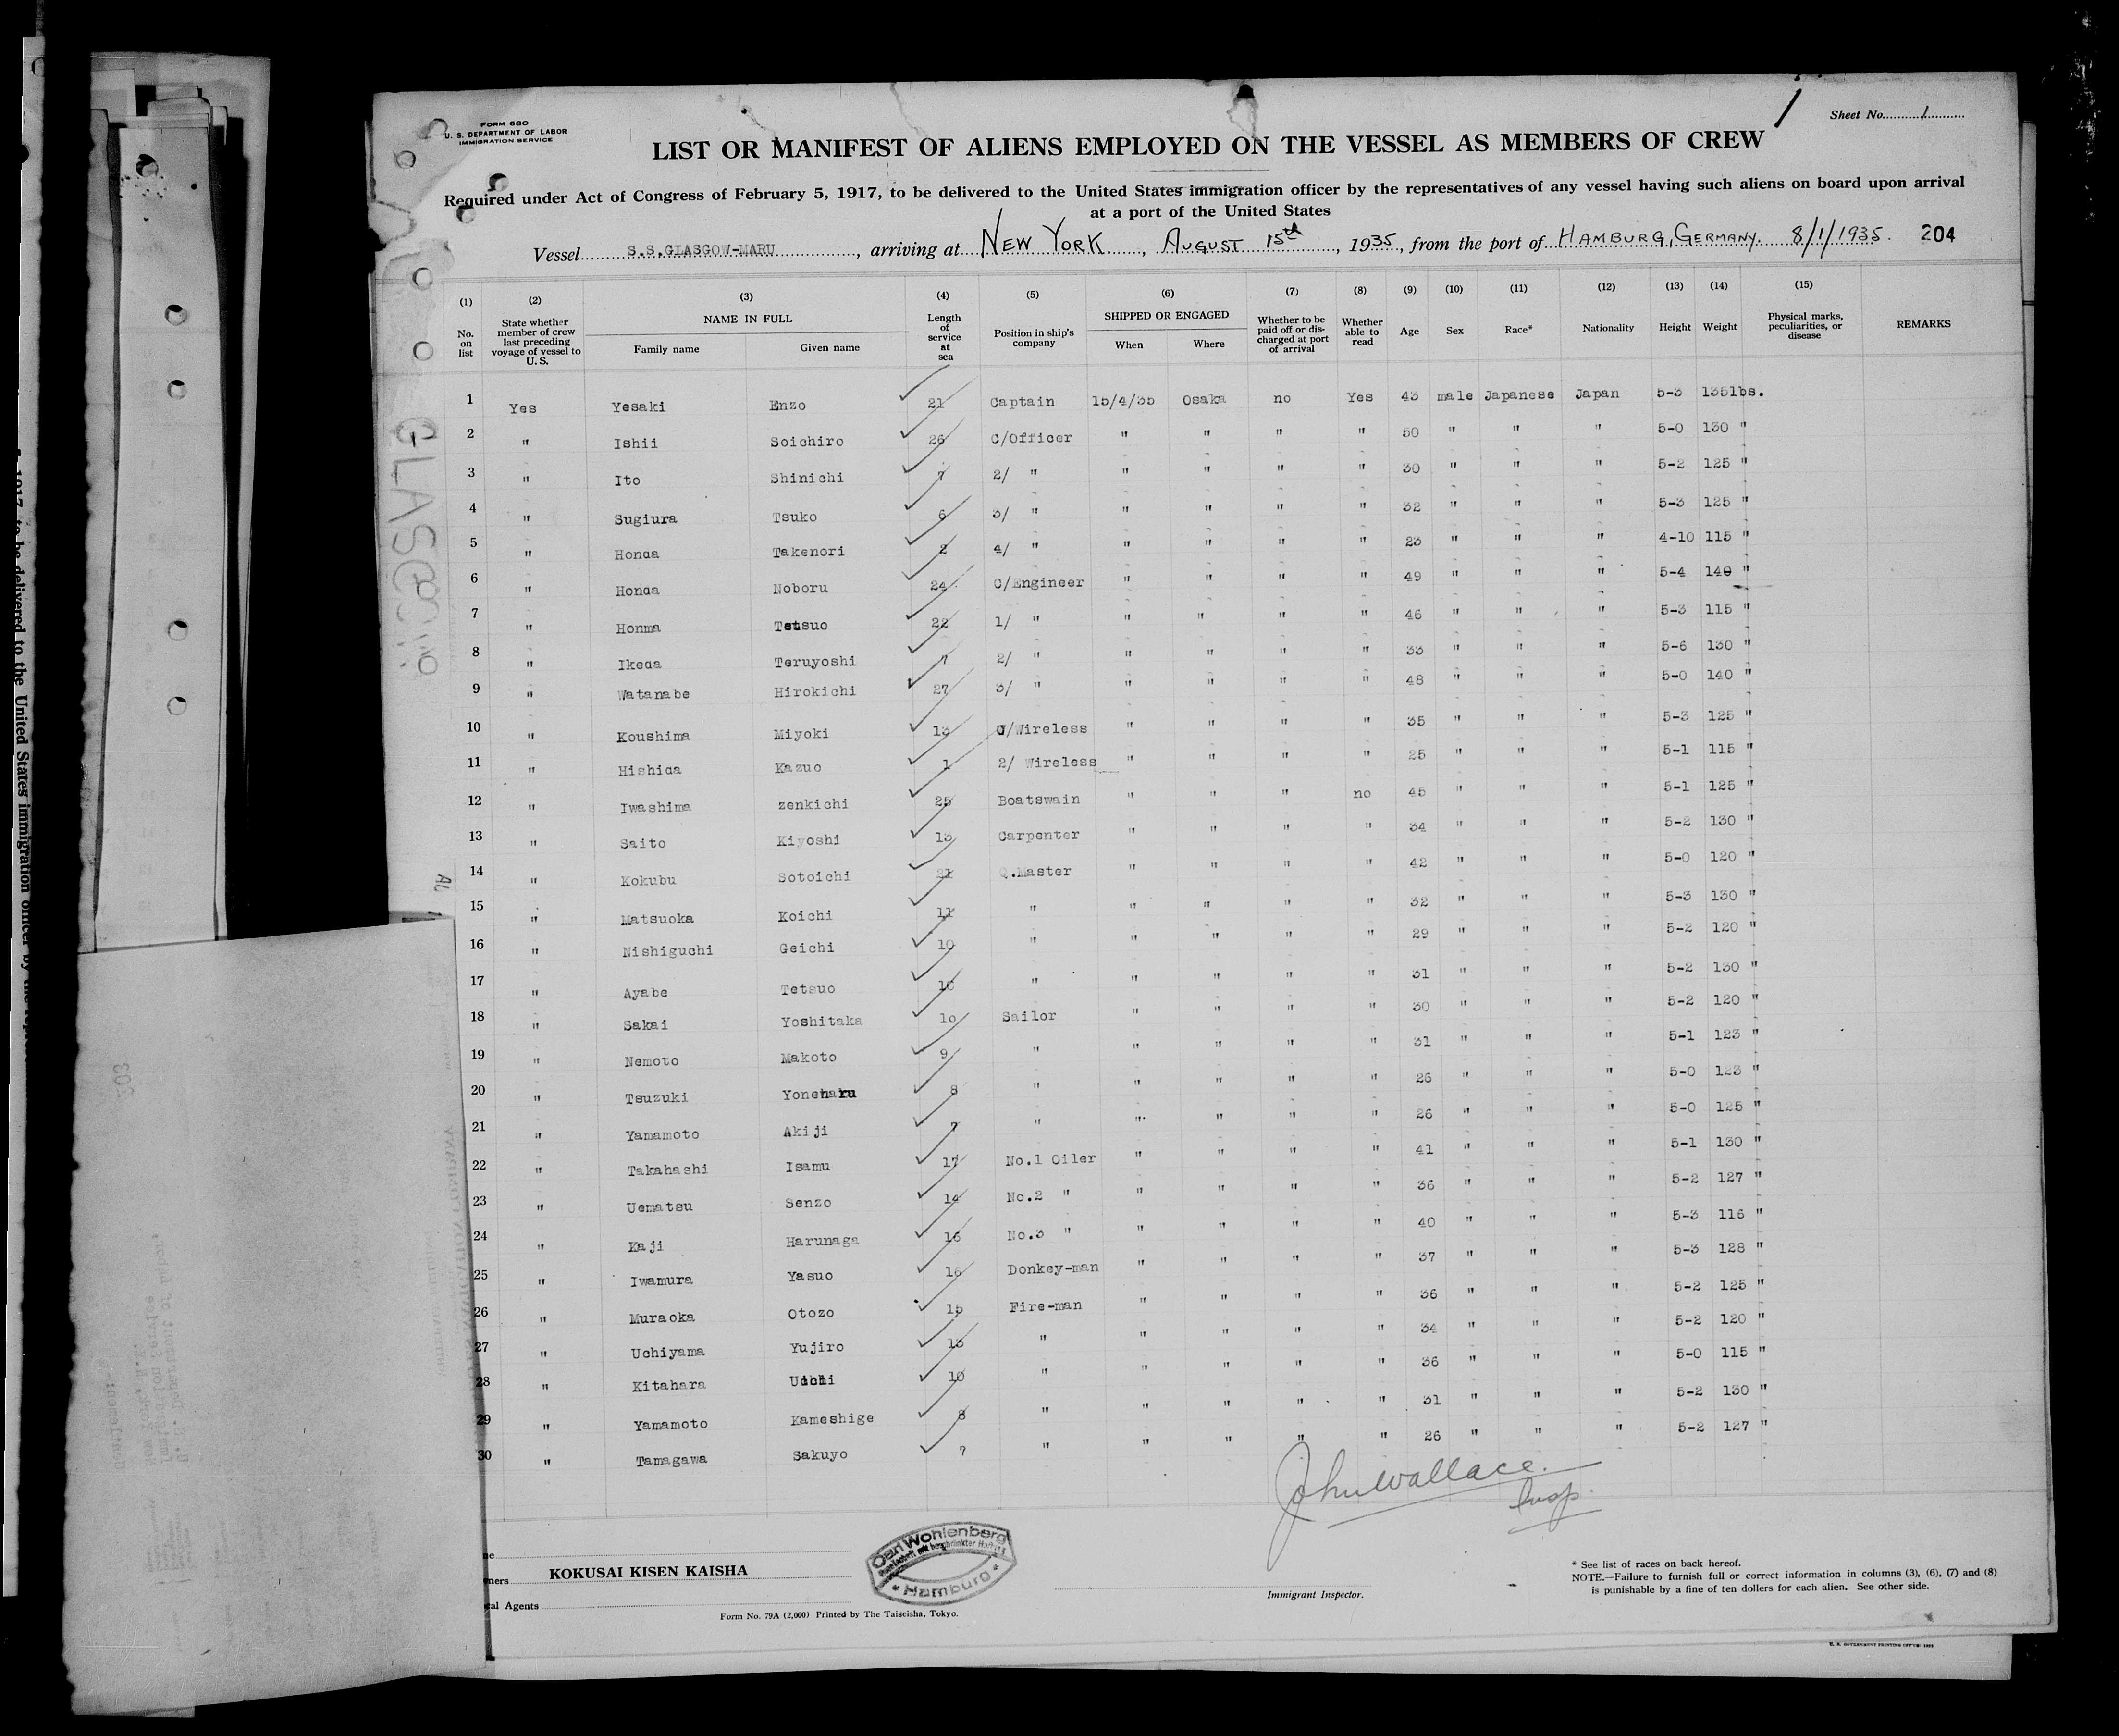 FORM 680
U. S. DEPARTMENT OF LABOR
IMMIGRATION SERVICE
Sheet No. 1
LIST OR MANIFEST OF ALIENS EMPLOYED ON THE VESSEL AS MEMBERS OF CREW
Required under Act of Congress of February 5, 1917, to be delivered to the United States immigration officer by the representatives of any vessel having such aliens on board upon arrival
at a port of the United States
Vessel S.S.GLASGOW-MARU, arriving at NEW YORK, AUGUST 15th, 1935, from the port of HAMBURG, GERMANY. 8/1/1935. 204
(1) (2) (3) (4) (5) (6) (7) (8) (9) (10) (11) (12) (13) (14) (15)
No. on list State whether member of crew last preceding voyage of vessel to U. S. NAME IN FULL Family name Given name Length of service at sea Position in ship's company SHIPPED OR ENGAGED When Where Whether to be paid off or discharged at port of arrival Whether able to read Age Sex Race* Nationality Height Weight Physical marks, peculiarities, or disease REMARKS
1 Yes Yesaki Enzo 21 Captain 15/4/35 Osaka no Yes 43 male Japanese Japan 5-3 135lbs.
2 " Ishii Soichiro 26 C/Officer " " " " 50 " " " 5-0 130 "
3 " Ito Shinichi 7 2/ " " " " " 30 " " " 5-2 125 "
4 " Sugiura Tsuko 6 3/ " " " " " 32 " " " 5-3 125 "
5 " Honda Takenori 2 4/ " " " " " 23 " " " 4-10 115 "
6 " Honda Noboru 24 C/Engineer " " " " 49 " " " 5-4 140 "
7 " Honma Tetsuo 22 1/ " " " " " 46 " " " 5-3 115 "
8 " Ikeda Teruyoshi 7 2/ " " " " " 33 " " " 5-6 130 "
9 " Watanabe Hirokichi 27 3/ " " " " " 48 " " " 5-0 140 "
10 " Koushima Miyoki 13 C/Wireless " " " " 35 " " " 5-3 125 "
11 " Hishida Kazuo 1 2/ Wireless " " " " 25 " " " 5-1 115 "
12 " Iwashima zenkichi 25 Boatswain " " " no 45 " " " 5-1 125 "
13 " Saito Kiyoshi 13 Carpenter " " " " 34 " " " 5-2 130 "
14 " Kokubu Sotoichi 21 Q.Master " " " " 42 " " " 5-0 120 "
15 " Matsuoka Koichi 11 " " " " " 32 " " " 5-3 130 "
16 " Nishiguchi Geichi 10 " " " " " 29 " " " 5-2 120 "
17 " Ayabe Tetsuo 10 " " " " " 31 " " " 5-2 130 "
18 " Sakai Yoshitaka 10 Sailor " " " " 30 " " " 5-2 120 "
19 " Nemoto Makoto 9 " " " " " 31 " " " 5-1 123 "
20 " Tsuzuki Yoneharu 8 " " " " " 26 " " " 5-0 123 "
21 " Yamamoto Akiji 7 " " " " " 26 " " " 5-0 125 "
22 " Takahashi Isamu 17 No.1 Oiler " " " " 41 " " " 5-1 130 "
23 " Uematsu Senzo 14 No.2 " " " " " 36 " " " 5-2 127 "
24 " Kaji Harunaga 16 No.3 " " " " " 40 " " " 5-3 116 "
25 " Iwamura Yasuo 16 Donkey-man " " " " 37 " " " 5-3 128 "
26 " Muraoka Otozo 15 Fire-man " " " " 36 " " " 5-2 125 "
27 " Uchiyama Yujiro 13 " " " " " 34 " " " 5-2 120 "
28 " Kitahara Uichi 10 " " " " " 36 " " " 5-0 115 "
29 " Yamamoto Kameshige 8 " " " " " 31 " " " 5-2 130 "
30 " Tamagawa Sakuyo 7 " " " " " 26 " " " 5-2 127 "
John Wallace.
Insp.
KOKUSAI KISEN KAISHA
Agents
Carl Wohlenberg
Hamburg
Immigrant Inspector.
* See list of races on back hereof.
NOTE.—Failure to furnish full or correct information in columns (3), (6), (7) and (8)
is punishable by a fine of ten dollars for each alien. See other side.
Form No. 79A (2,000) Printed by The Taiseisha, Tokyo.